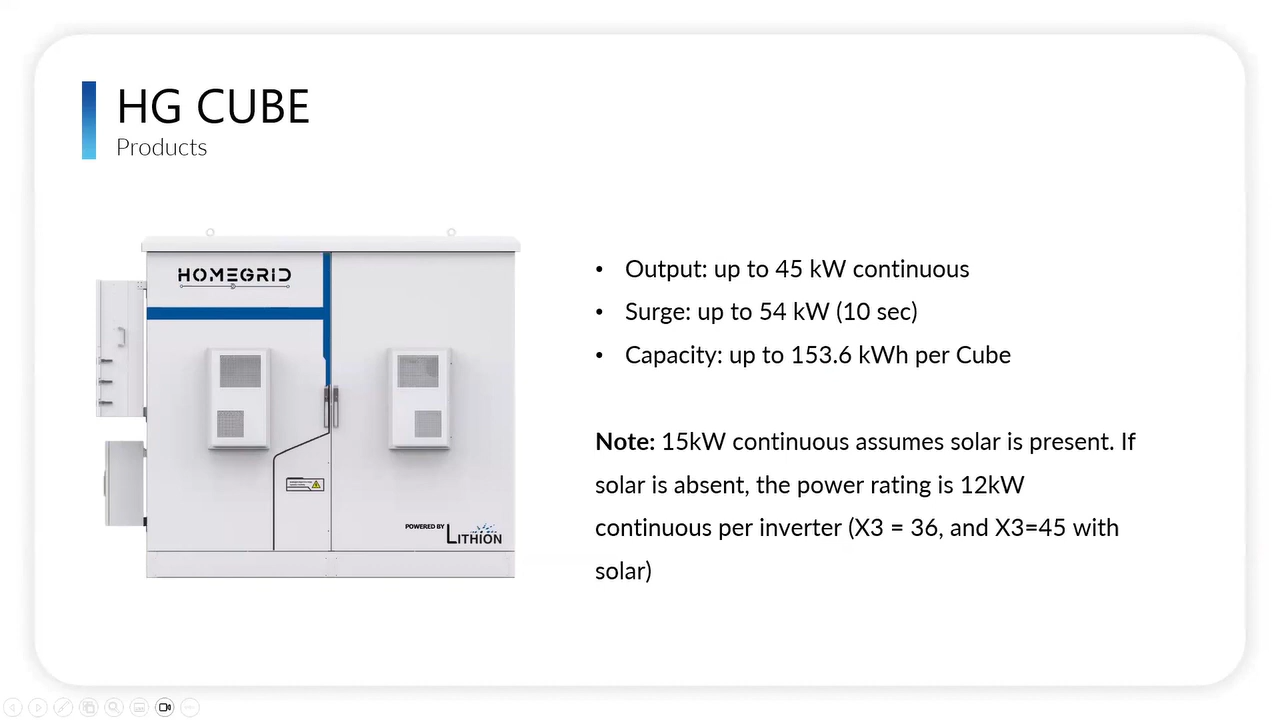 HG CUBE
Products
HOMEGRID
POWERED BY LITHION
• Output: up to 45 kW continuous
• Surge: up to 54 kW (10 sec)
• Capacity: up to 153.6 kWh per Cube
Note: 15kW continuous assumes solar is present. If
solar is absent, the power rating is 12kW
continuous per inverter (X3 = 36, and X3=45 with
solar)